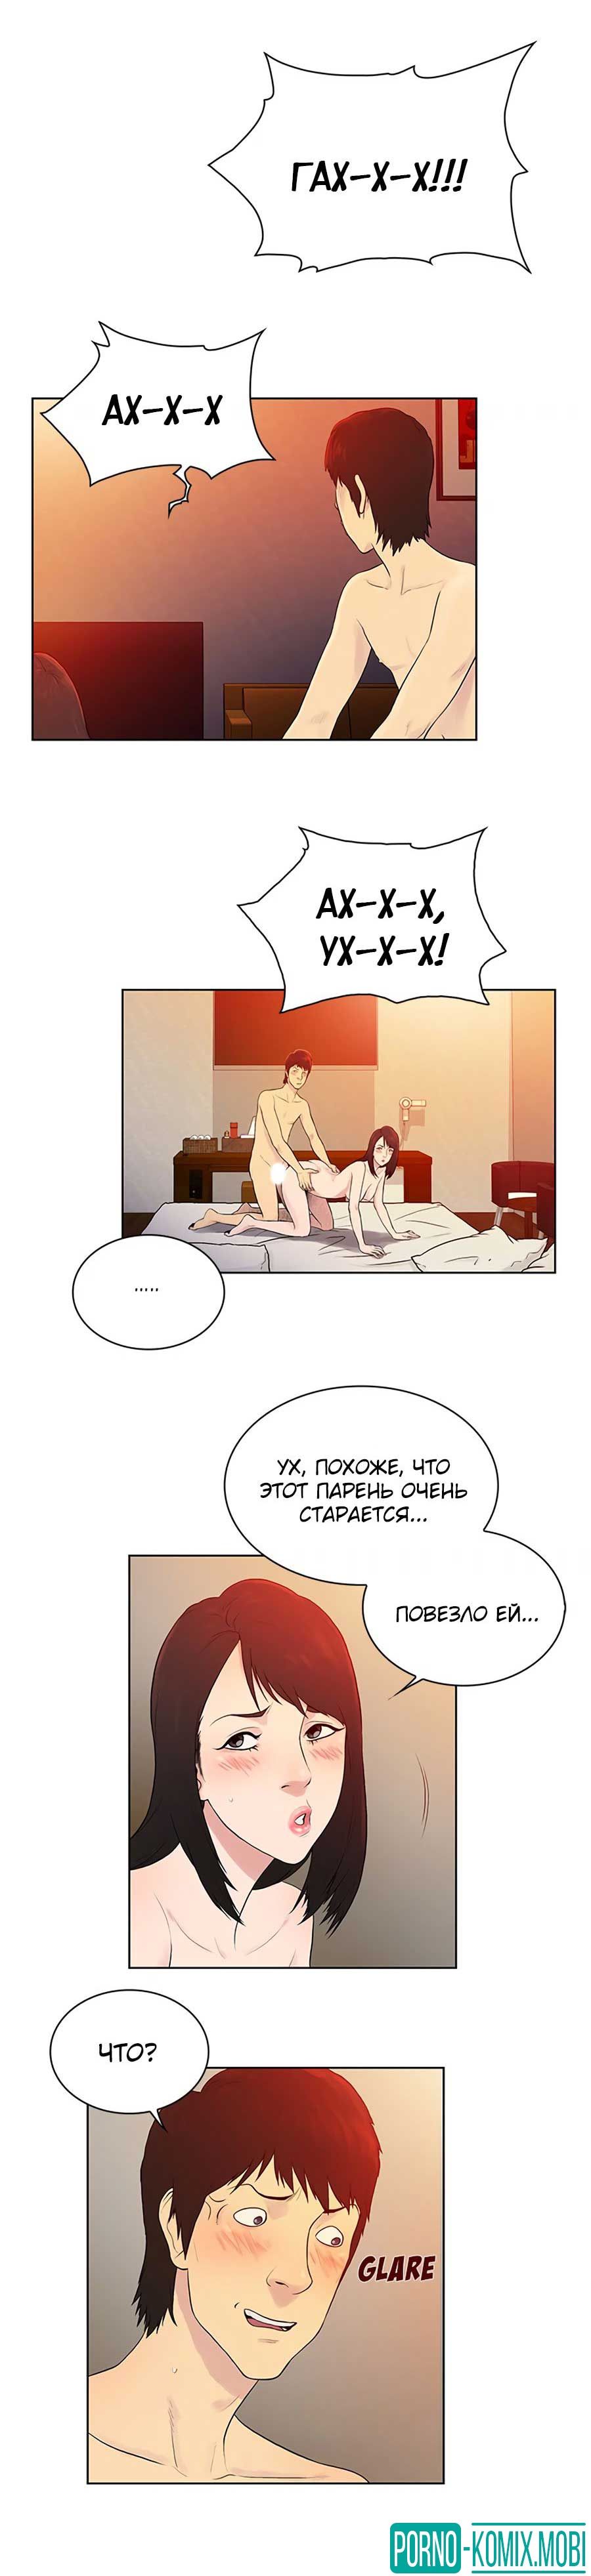 ГАХ-Х-Х!!!
АХ-Х-Х
АХ-Х-Х,
УХ-Х-Х!
.....
УХ, ПОХОЖЕ, ЧТО
ЭТОТ ПАРЕНЬ ОЧЕНЬ
СТАРАЕТСЯ...
ПОВЕЗЛО ЕЙ...
ЧТО?
GLARE
PORNO-KOMIX.MOBI